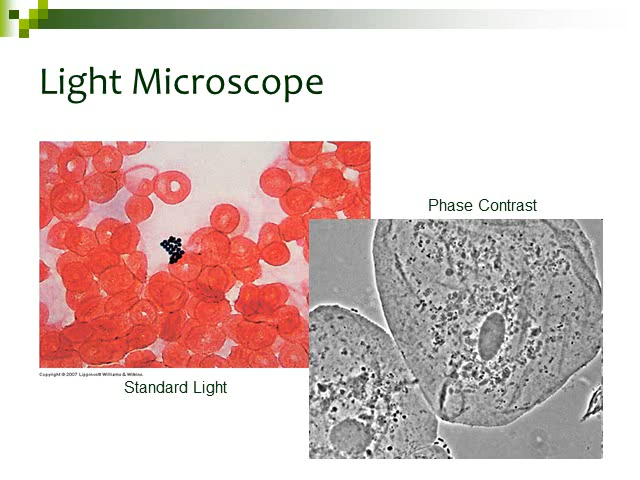 Light Microscope
Phase Contrast
Copyright © 2007 Lippincott Williams & Wilkins.
Standard Light